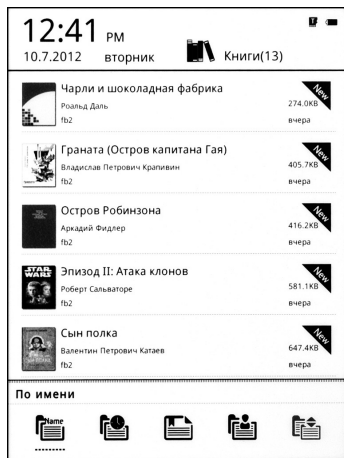 12:41 PM
10.7.2012 вторник
Книги(13)
Чарли и шоколадная фабрика
New
Роальд Даль
274.0KB
fb2
вчера
Граната (Остров капитана Гая)
New
Владислав Петрович Крапивин
405.7KB
fb2
вчера
Остров Робинзона
New
Аркадий Фидлер
416.2KB
fb2
вчера
STAR WARS
Эпизод II: Атака клонов
New
Роберт Сальваторе
581.1KB
fb2
вчера
Сын полка
New
Валентин Петрович Катаев
647.4KB
fb2
вчера
По имени
Name